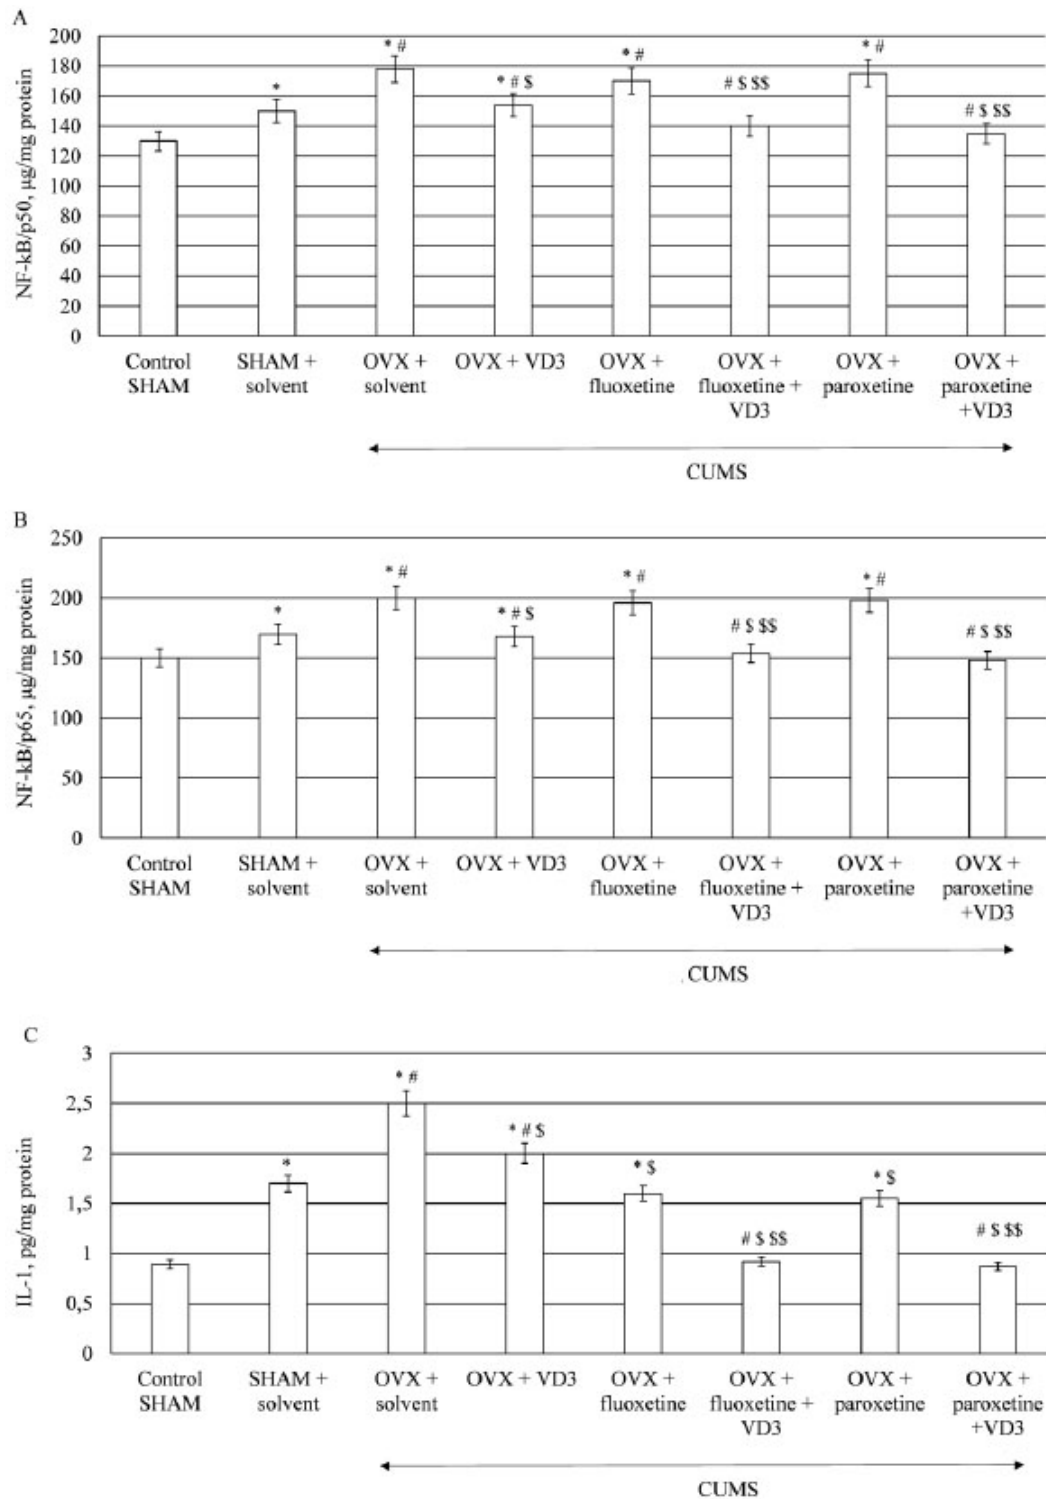 A
NF-kB/p50, µg/mg protein
200
180
160
140
120
100
80
60
40
20
0
*
* #
* # $
* #
# $ $$
* #
# $ $$
Control SHAM
SHAM + solvent
OVX + solvent
OVX + VD3
OVX + fluoxetine
OVX + fluoxetine + VD3
OVX + paroxetine
OVX + paroxetine +VD3
CUMS
B
NF-kB/p65, µg/mg protein
250
200
150
100
50
0
*
* #
* # $
* #
# $ $$
* #
# $ $$
Control SHAM
SHAM + solvent
OVX + solvent
OVX + VD3
OVX + fluoxetine
OVX + fluoxetine + VD3
OVX + paroxetine
OVX + paroxetine +VD3
CUMS
C
IL-1, pg/mg protein
3
2,5
2
1,5
1
0,5
0
*
* #
* # $
* $
# $ $$
* $
# $ $$
Control SHAM
SHAM + solvent
OVX + solvent
OVX + VD3
OVX + fluoxetine
OVX + fluoxetine + VD3
OVX + paroxetine
OVX + paroxetine +VD3
CUMS